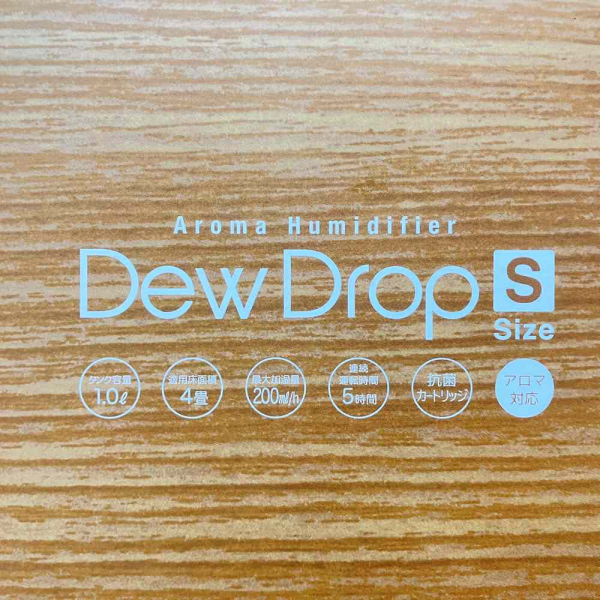 Aroma Humidifier
Dew Drop S
Size
タンク容量
1.0ℓ
適用床面積
4畳
最大加湿量
200mℓ/h
連続
運転時間
5時間
抗菌
カートリッジ
アロマ
対応